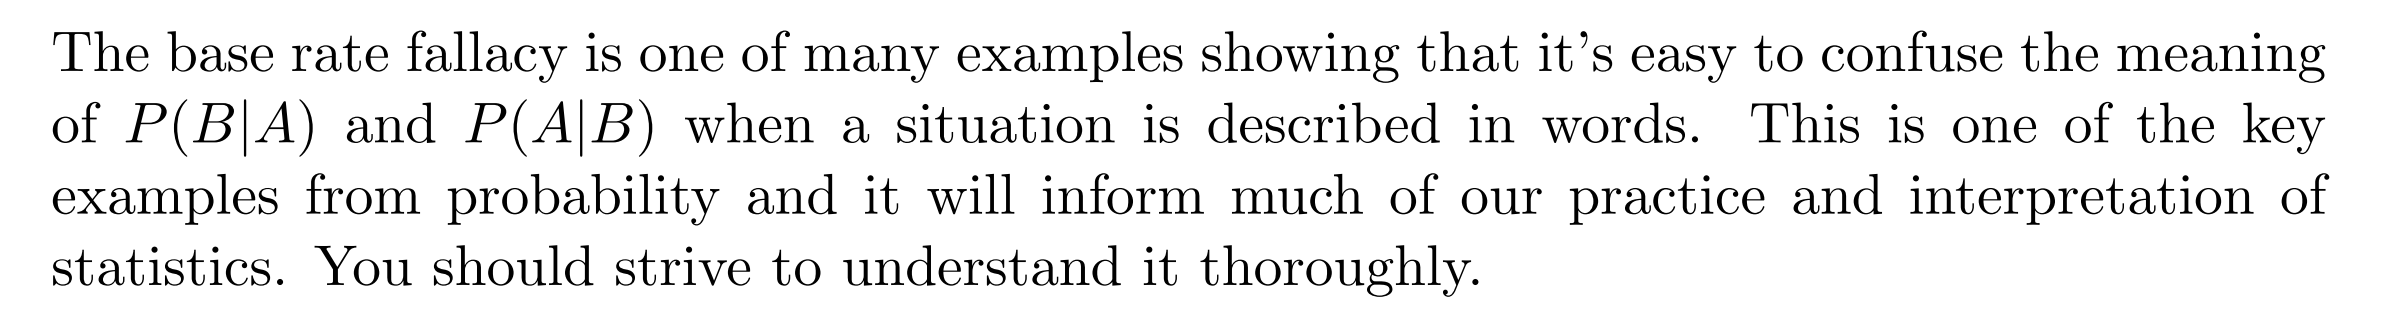 The base rate fallacy is one of many examples showing that it's easy to confuse the meaning
of P(B|A) and P(A|B) when a situation is described in words. This is one of the key
examples from probability and it will inform much of our practice and interpretation of
statistics. You should strive to understand it thoroughly.